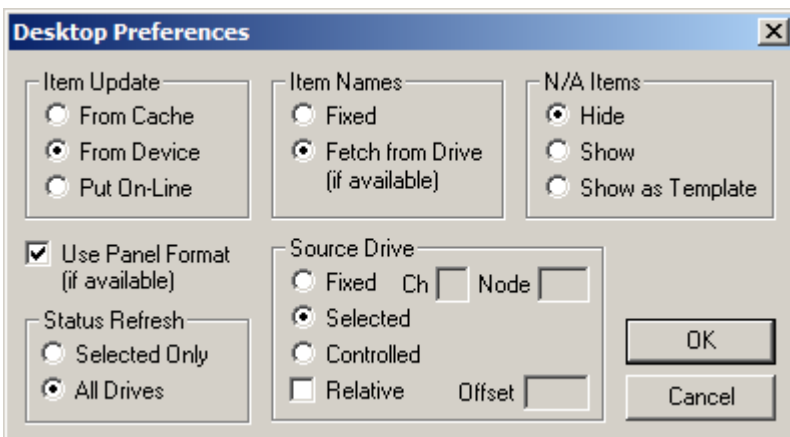 Desktop Preferences
Item Update
From Cache
From Device
Put On-Line
Item Names
Fixed
Fetch from Drive
(if available)
N/A Items
Hide
Show
Show as Template
Use Panel Format
(if available)
Status Refresh
Selected Only
All Drives
Source Drive
Fixed Ch Node
Selected
Controlled
Relative Offset
OK
Cancel